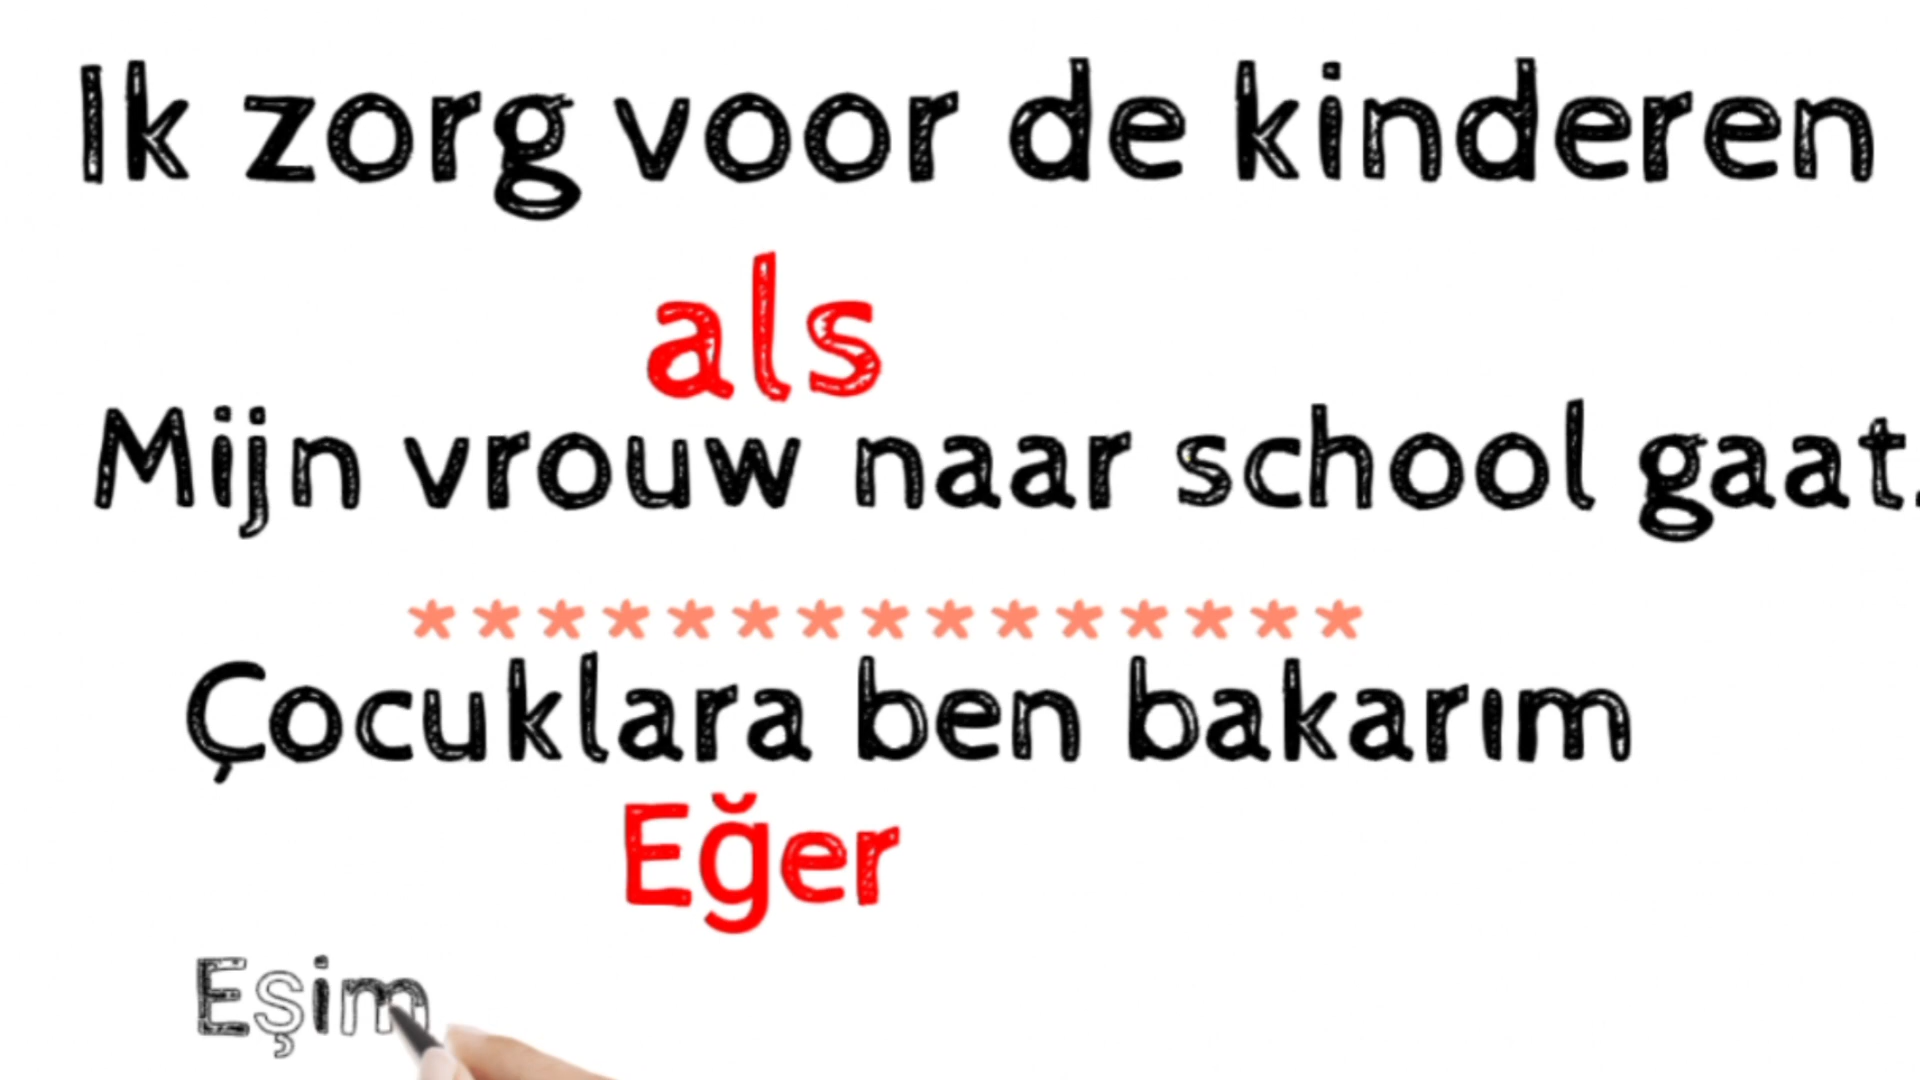 Ik zorg voor de kinderen
als
Mijn vrouw naar school gaat.
***************
Çocuklara ben bakarım
Eğer
Eşim